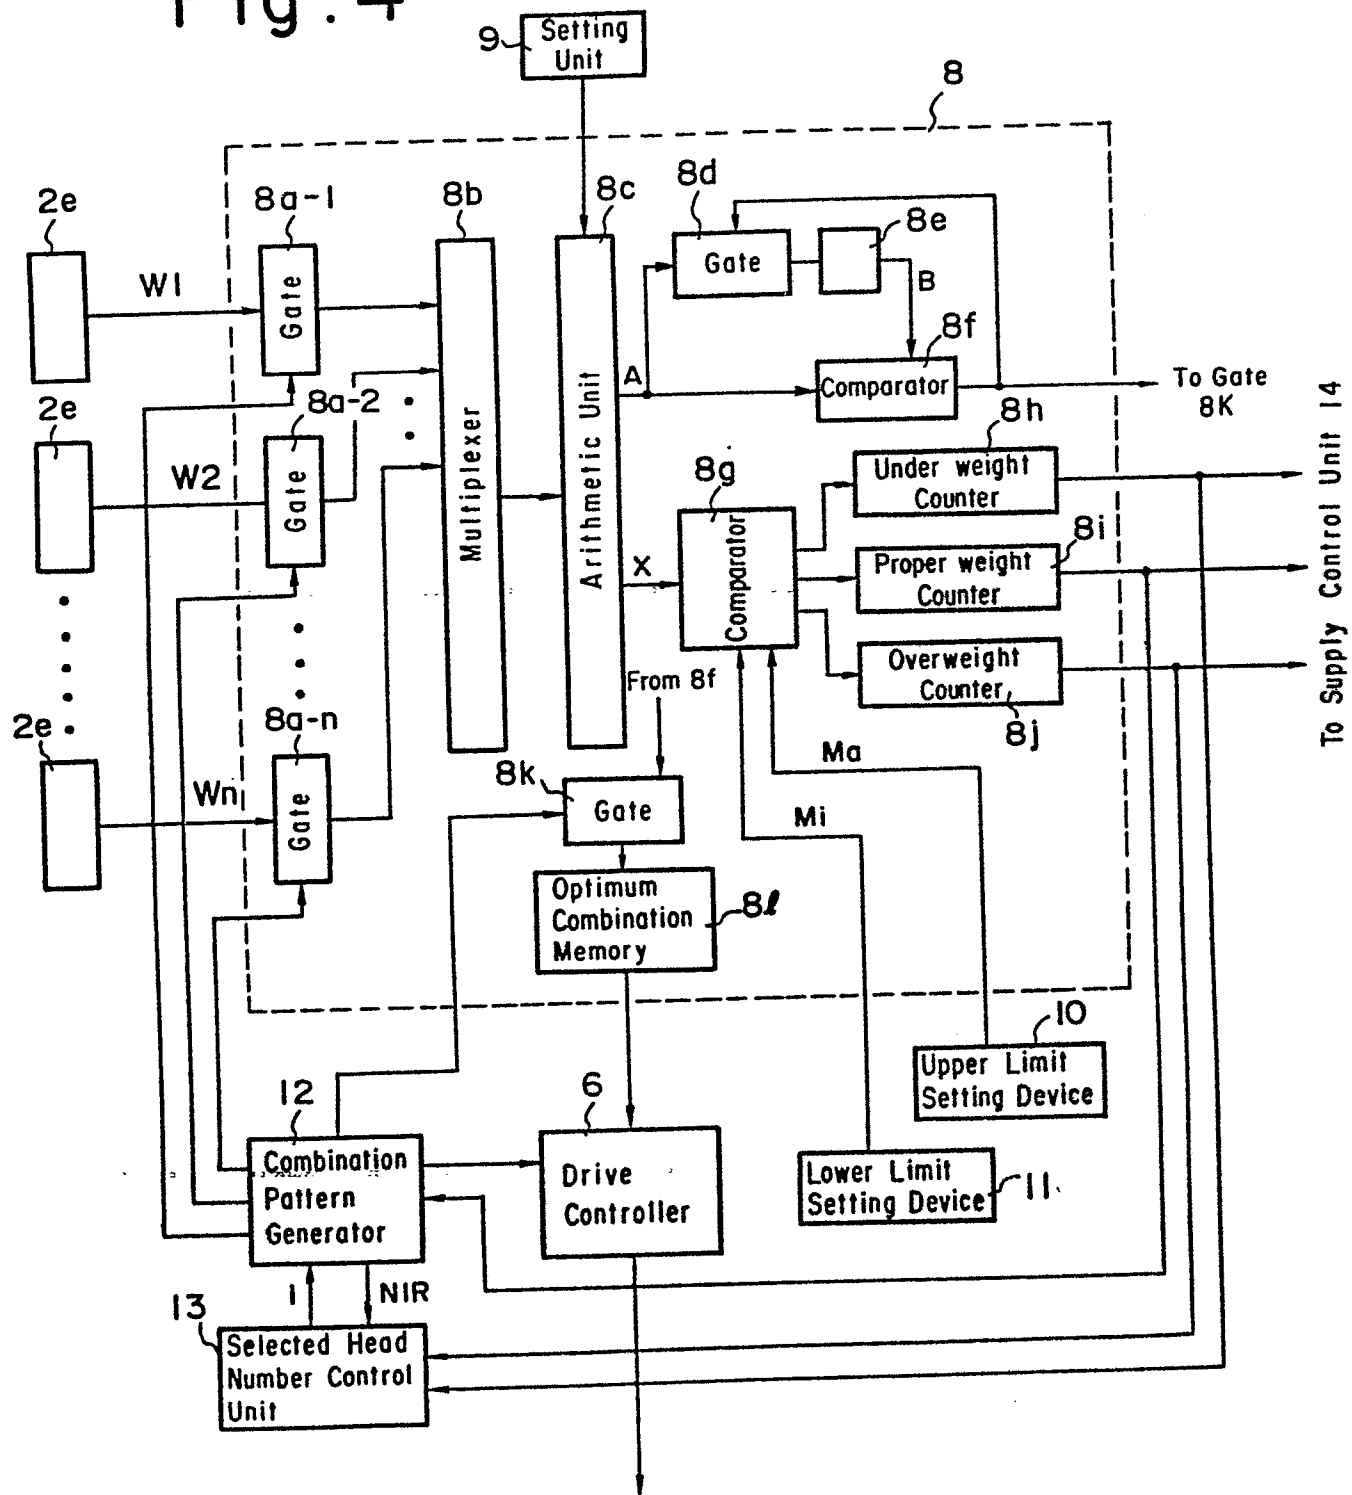 Fig. 4
9
Setting
Unit
8
2e
8a-1
8b
8c
8d
8e
W1
Gate
Gate
B
8f
A
Comparator
To Gate
8K
2e
8a-2
8h
W2
Gate
Multiplexer
Arithmetic Unit
8g
Under weight
Counter
X
Comparator
8i
Proper weight
Counter
Overweight
Counter
8j
To Supply Control Unit 14
From 8f
2e
8a-n
Wn
Gate
8k
Gate
Ma
Mi
Optimum
Combination
Memory
8l
10
Upper Limit
Setting Device
12
6
Combination
Pattern
Generator
Drive
Controller
Lower Limit
Setting Device
11
i
NIR
13
Selected Head
Number Control
Unit